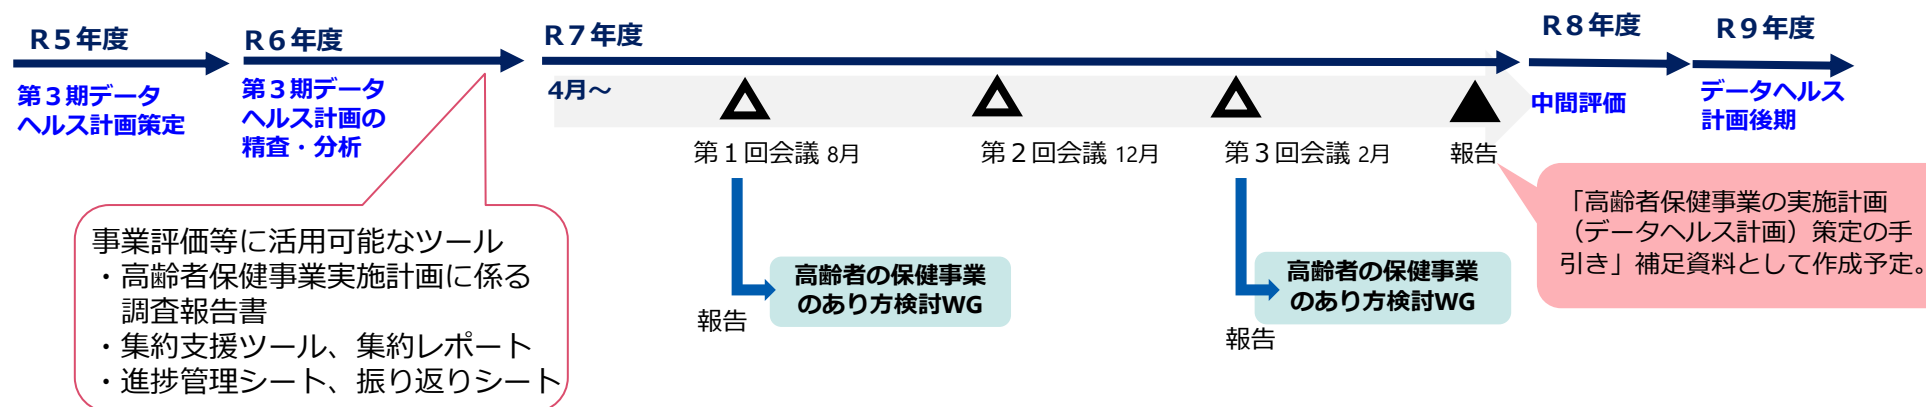 R5年度
第３期データ
ヘルス計画策定
R６年度
第３期データ
ヘルス計画の
精査・分析
R７年度
4月～
第１回会議 8月
第２回会議 12月
第３回会議 2月
報告
R８年度
中間評価
R９年度
データヘルス
計画後期
事業評価等に活用可能なツール
・高齢者保健事業実施計画に係る
調査報告書
・集約支援ツール、集約レポート
・進捗管理シート、振り返りシート
報告
高齢者の保健事業
のあり方検討WG
報告
高齢者の保健事業
のあり方検討WG
「高齢者保健事業の実施計画
（データヘルス計画）策定の手
引き」補足資料として作成予定。